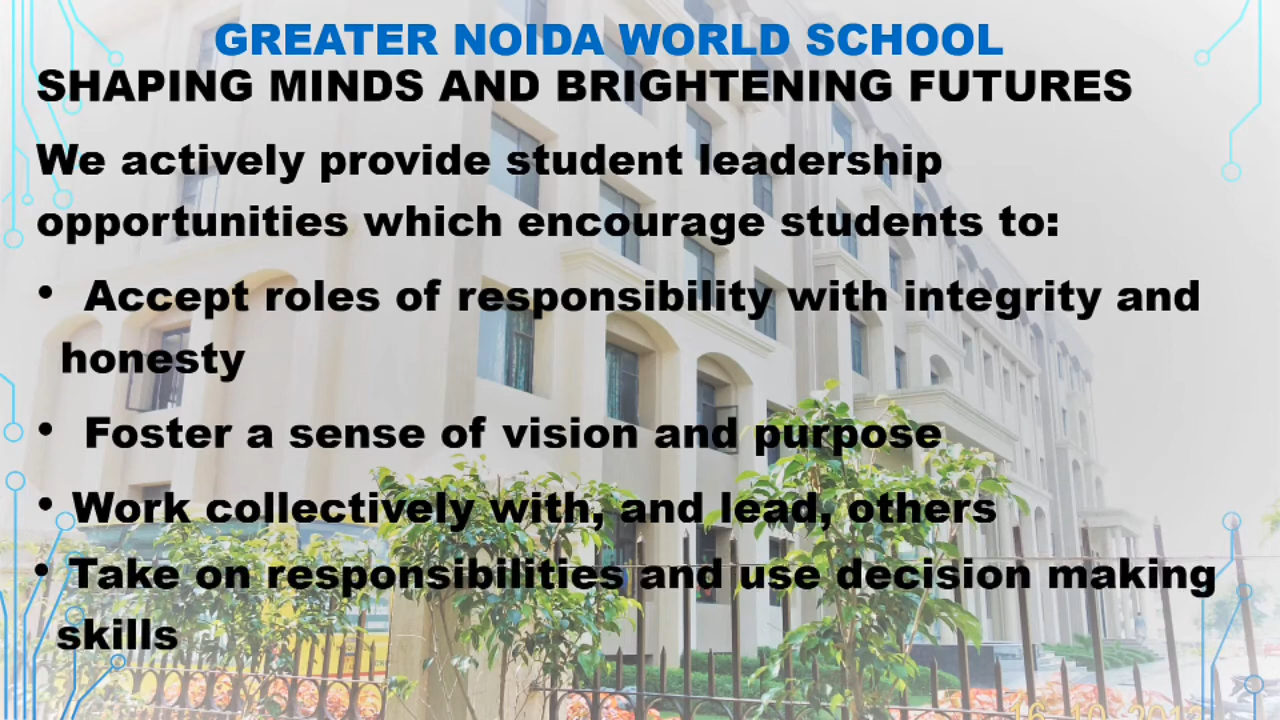 GREATER NOIDA WORLD SCHOOL
SHAPING MINDS AND BRIGHTENING FUTURES
We actively provide student leadership
opportunities which encourage students to:
• Accept roles of responsibility with integrity and
honesty
• Foster a sense of vision and purpose
• Work collectively with, and lead, others
• Take on responsibilities and use decision making
skills